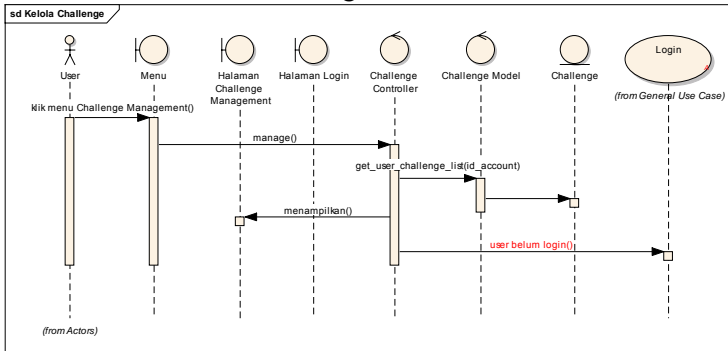 sd Kelola Challenge
User
Menu
Halaman
Challenge
Management
Halaman Login
Challenge
Controller
Challenge Model
Challenge
Login
(from General Use Case)
klik menu Challenge Management()
manage()
get_user_challenge_list(id_account)
menampilkan()
user belum login()
(from Actors)